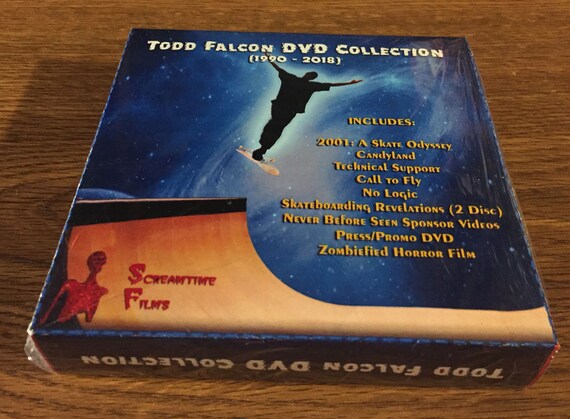 Todd Falcon DVD Collection
(1990 - 2018)
Includes:
2001: A Skate Odyssey
Candyland
Technical Support
Call to Fly
No Logic
Skateboarding Revelations (2 Disc)
Never Before Seen Sponsor Videos
Press/Promo DVD
Zombiefied Horror Film
Screamtime
Films
Todd Falcon DVD Collection